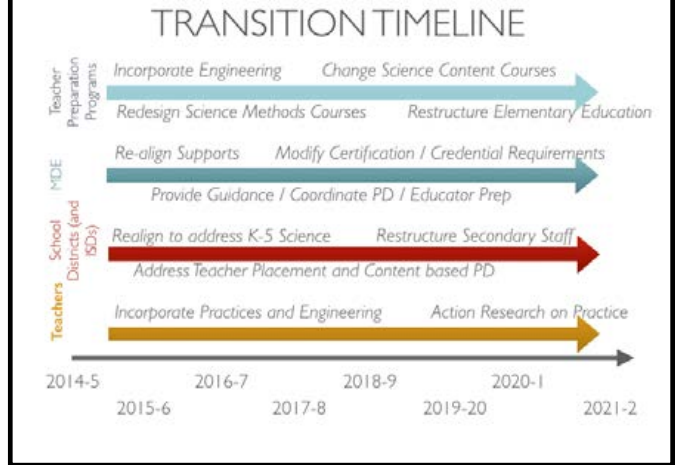 TRANSITION TIMELINE
Teacher
Preparation
Programs
Incorporate Engineering
Change Science Content Courses
Redesign Science Methods Courses
Restructure Elementary Education
MDE
Re-align Supports
Modify Certification / Credential Requirements
Provide Guidance / Coordinate PD / Educator Prep
School
Districts (and
ISDs)
Realign to address K-5 Science
Restructure Secondary Staff
Address Teacher Placement and Content based PD
Teachers
Incorporate Practices and Engineering
Action Research on Practice
2014-5
2016-7
2018-9
2020-1
2015-6
2017-8
2019-20
2021-2